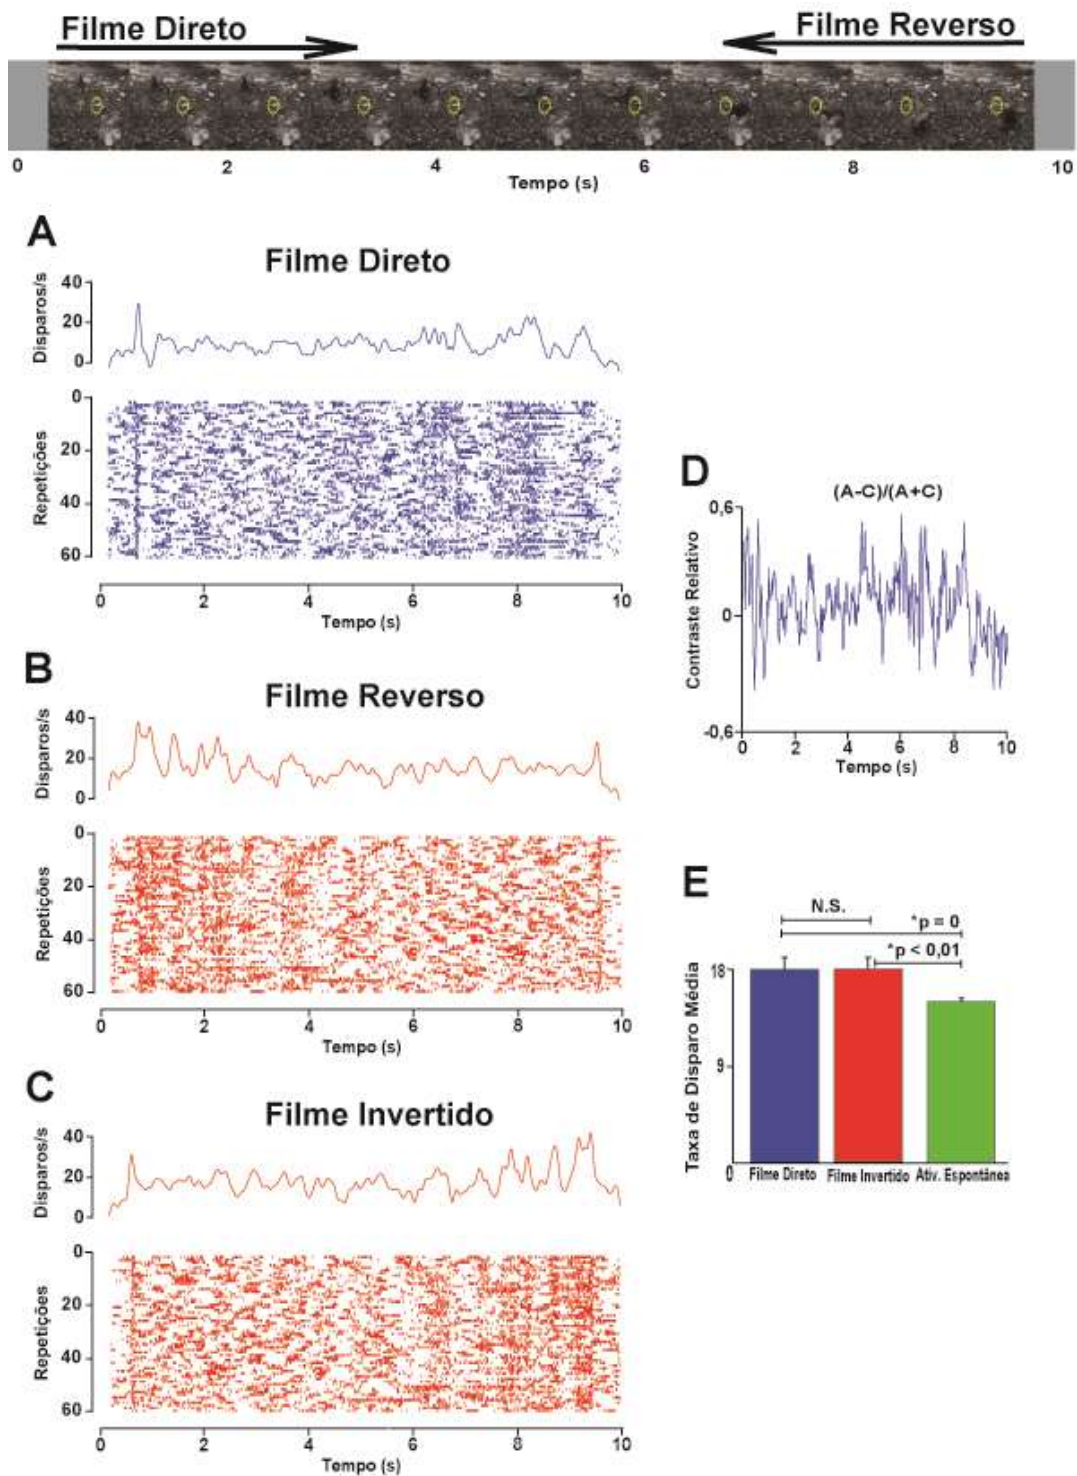 Filme Direto
Filme Reverso
0 2 4 6 8 10
Tempo (s)
A
Filme Direto
Disparos/s
40
20
0
Repetições
0
20
40
60
0 2 4 6 8 10
Tempo (s)
B
Filme Reverso
Disparos/s
40
20
0
Repetições
0
20
40
60
0 2 4 6 8 10
Tempo (s)
C
Filme Invertido
Disparos/s
40
20
0
Repetições
0
20
40
60
0 2 4 6 8 10
Tempo (s)
D
(A-C)/(A+C)
Contraste Relativo
0,6
0
-0,6
0 2 4 6 8 10
Tempo (s)
E
N.S.
*p = 0
*p < 0,01
Taxa de Disparo Média
18
9
0
Filme Direto Filme Invertido Ativ. Espontânea